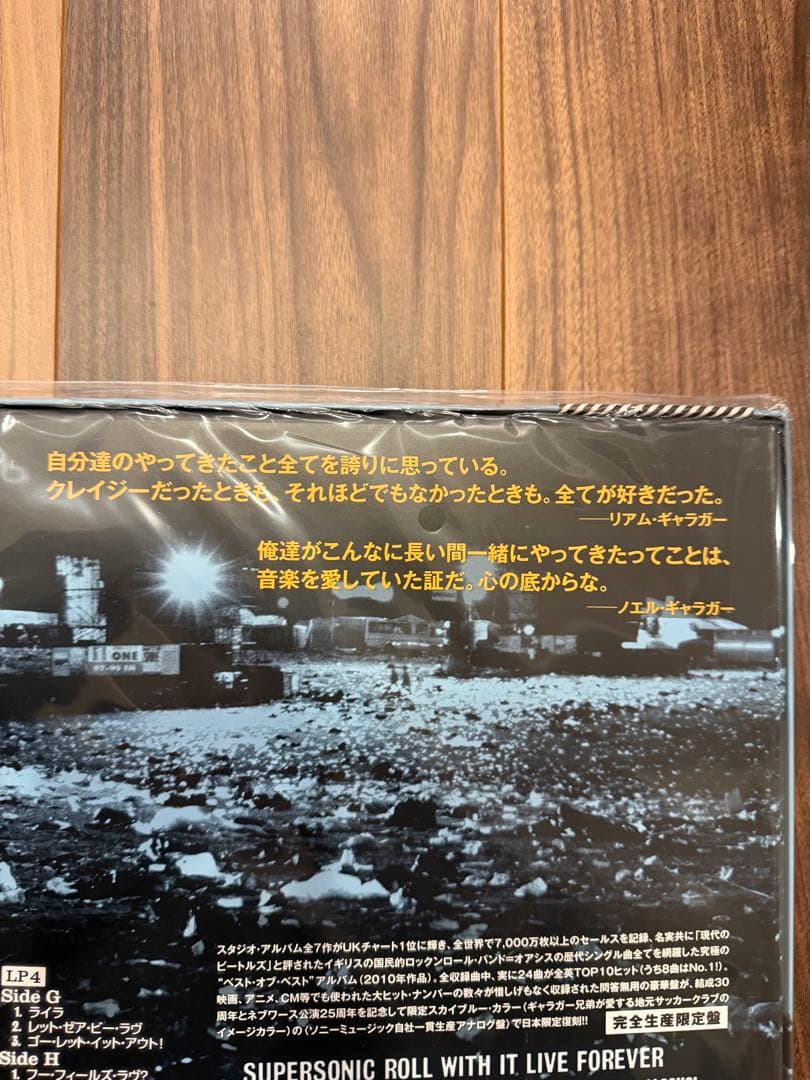 自分達のやってきたこと全てを誇りに思っている。
クレイジーだったときも、それほどでもなかったときも。全てが好きだった。
──リアム・ギャラガー
俺達がこんなに長い間一緒にやってきたってことは、
音楽を愛していた証だ。心の底からな。
──ノエル・ギャラガー
ONE
97-99 FM
スタジオ・アルバム全7作がUKチャート1位に輝き、全世界で7,000万枚以上のセールスを記録、名実共に「現代の
ビートルズ」と評されたイギリスの国民的ロックンロール・バンド=オアシスの歴代シングル曲全てを網羅した究極の
“ベスト・オブ・ベスト”アルバム(2010年作品)。全収録曲中、実に24曲が全英TOP10ヒット(うち8曲はNo.1!)。
映画、アニメ、CM等でも使われた大ヒット・ナンバーの数々が惜しげもなく収録された問答無用の豪華盤が、結成30
周年とネブワース公演25周年を記念して限定スカイブルー・カラー(ギャラガー兄弟が愛する地元サッカークラブの
イメージカラー)の〈ソニーミュージック自社一貫生産アナログ盤〉で日本限定復刻!!
完全生産限定盤
LP4
Side G
1. ライラ
2. レット・ゼア・ビー・ラヴ
3. ゴー・レット・イット・アウト!
Side H
1. フー・フィールズ・ラヴ?
SUPERSONIC ROLL WITH IT LIVE FOREVER